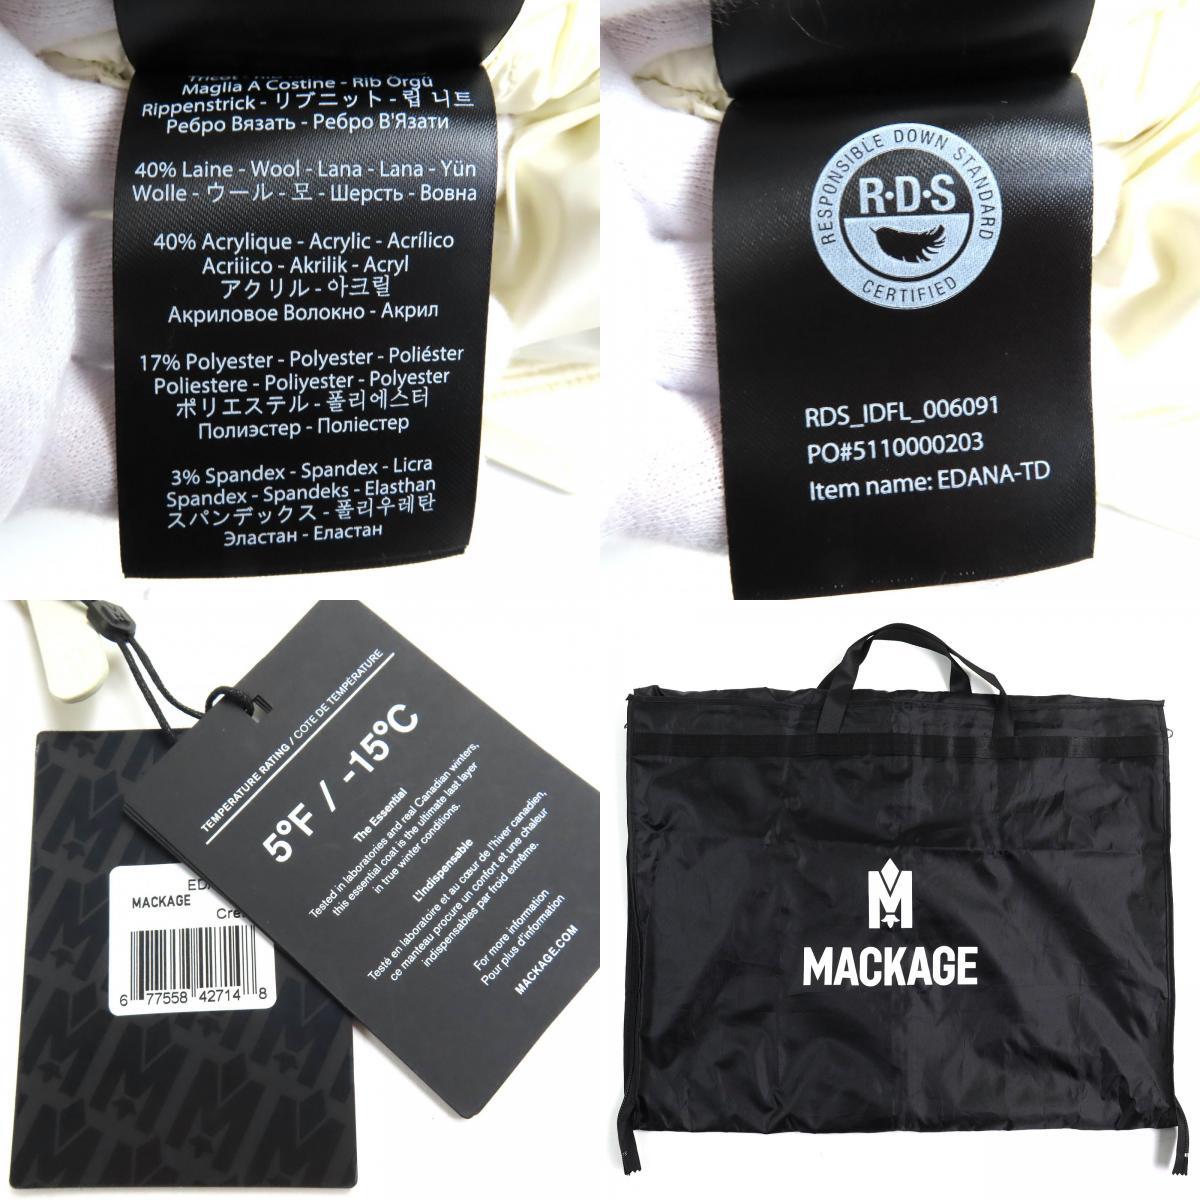 Maglia A Costine - Rib Örgü
Rippenstrick - リブニット - 립 니트
Ребро Вязать - Ребро В'Язати
40% Laine - Wool - Lana - Lana - Yün
Wolle - ウール - 모 - Шерсть - Вовна
40% Acrylique - Acrylic - Acrílico
Acriiico - Akrilik - Acryl
アクリル - 아크릴
Акриловое Волокно - Акрил
17% Polyester - Polyester - Poliéster
Poliestere - Poliyester - Polyester
ポリエステル - 폴리에스터
Полиэстер - Поліестер
3% Spandex - Spandex - Licra
Spandex - Spandeks - Elasthan
スパンデックス - 폴리우레탄
Эластан - Еластан
RESPONSIBLE DOWN STANDARD
R·D·S
CERTIFIED
RDS_IDFL_006091
PO#5110000203
Item name: EDANA-TD
MACKAGE
6 77558 42714 8
TEMPERATURE RATING / COTE DE TEMPÉRATURE
5°F / -15°C
The Essential
Tested in laboratories and real Canadian winters,
this essential coat is the ultimate last layer
in true winter conditions.
L'Indispensable
Testé en laboratoire et au cœur de l'hiver canadien,
ce manteau procure un confort et une chaleur
indispensables par froid extrême.
For more information
Pour plus d'information
MACKAGE.COM
MACKAGE